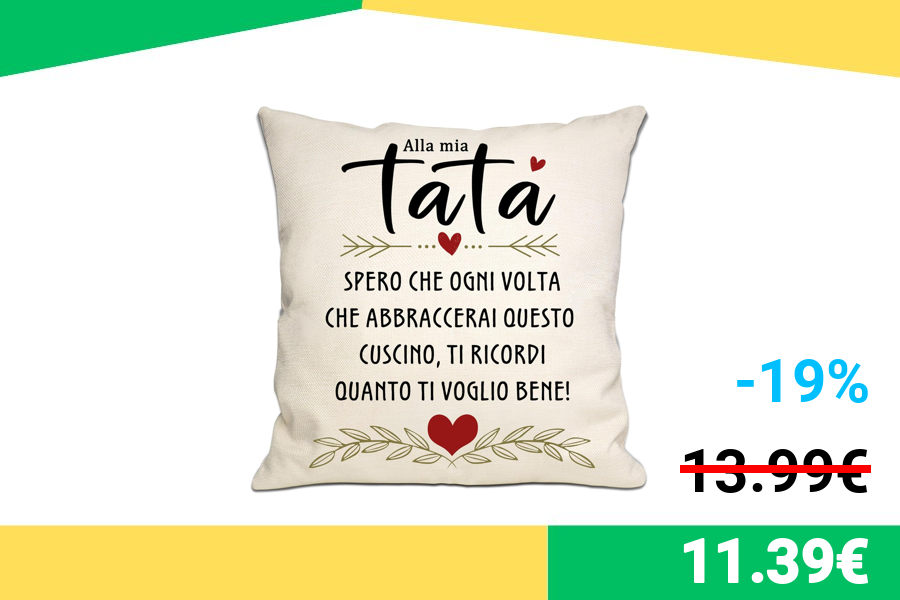 Alla mia
Tata
SPERO CHE OGNI VOLTA
CHE ABBRACCERAI QUESTO
CUSCINO, TI RICORDI
QUANTO TI VOGLIO BENE!
-19%
13.99€
11.39€